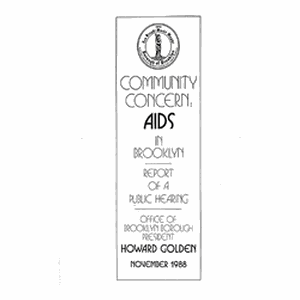 COMMUNITY
CONCERN:
AIDS
IN
BROOKLYN
REPORT
OF A
PUBLIC HEARING
OFFICE OF
BROOKLYN BOROUGH
PRESIDENT
HOWARD GOLDEN
NOVEMBER 1988